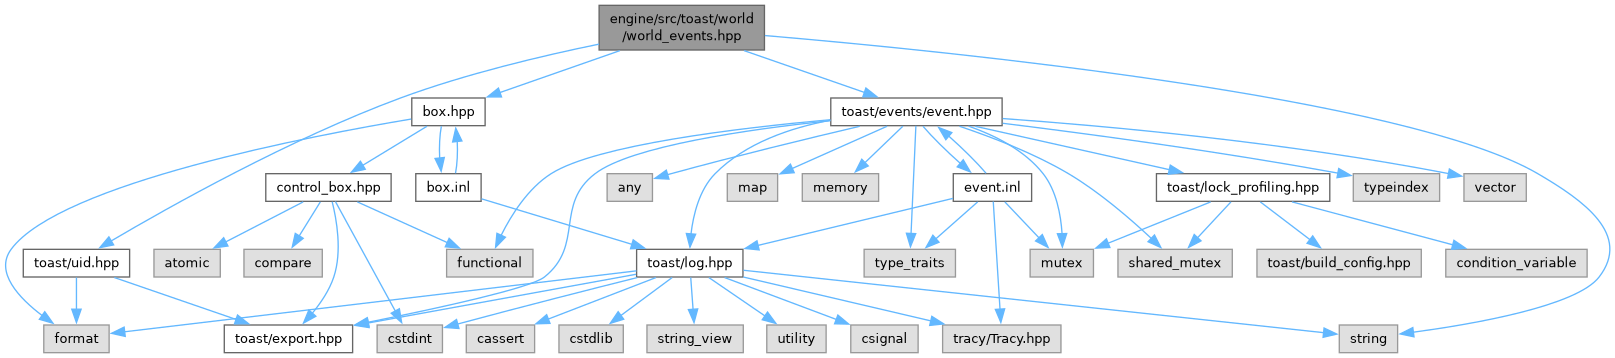 engine/src/toast/world
/world_events.hpp
box.hpp
toast/events/event.hpp
control_box.hpp
box.inl
any
map
memory
event.inl
toast/lock_profiling.hpp
typeindex
vector
toast/uid.hpp
atomic
compare
functional
toast/log.hpp
type_traits
mutex
shared_mutex
toast/build_config.hpp
condition_variable
format
toast/export.hpp
cstdint
cassert
cstdlib
string_view
utility
csignal
tracy/Tracy.hpp
string